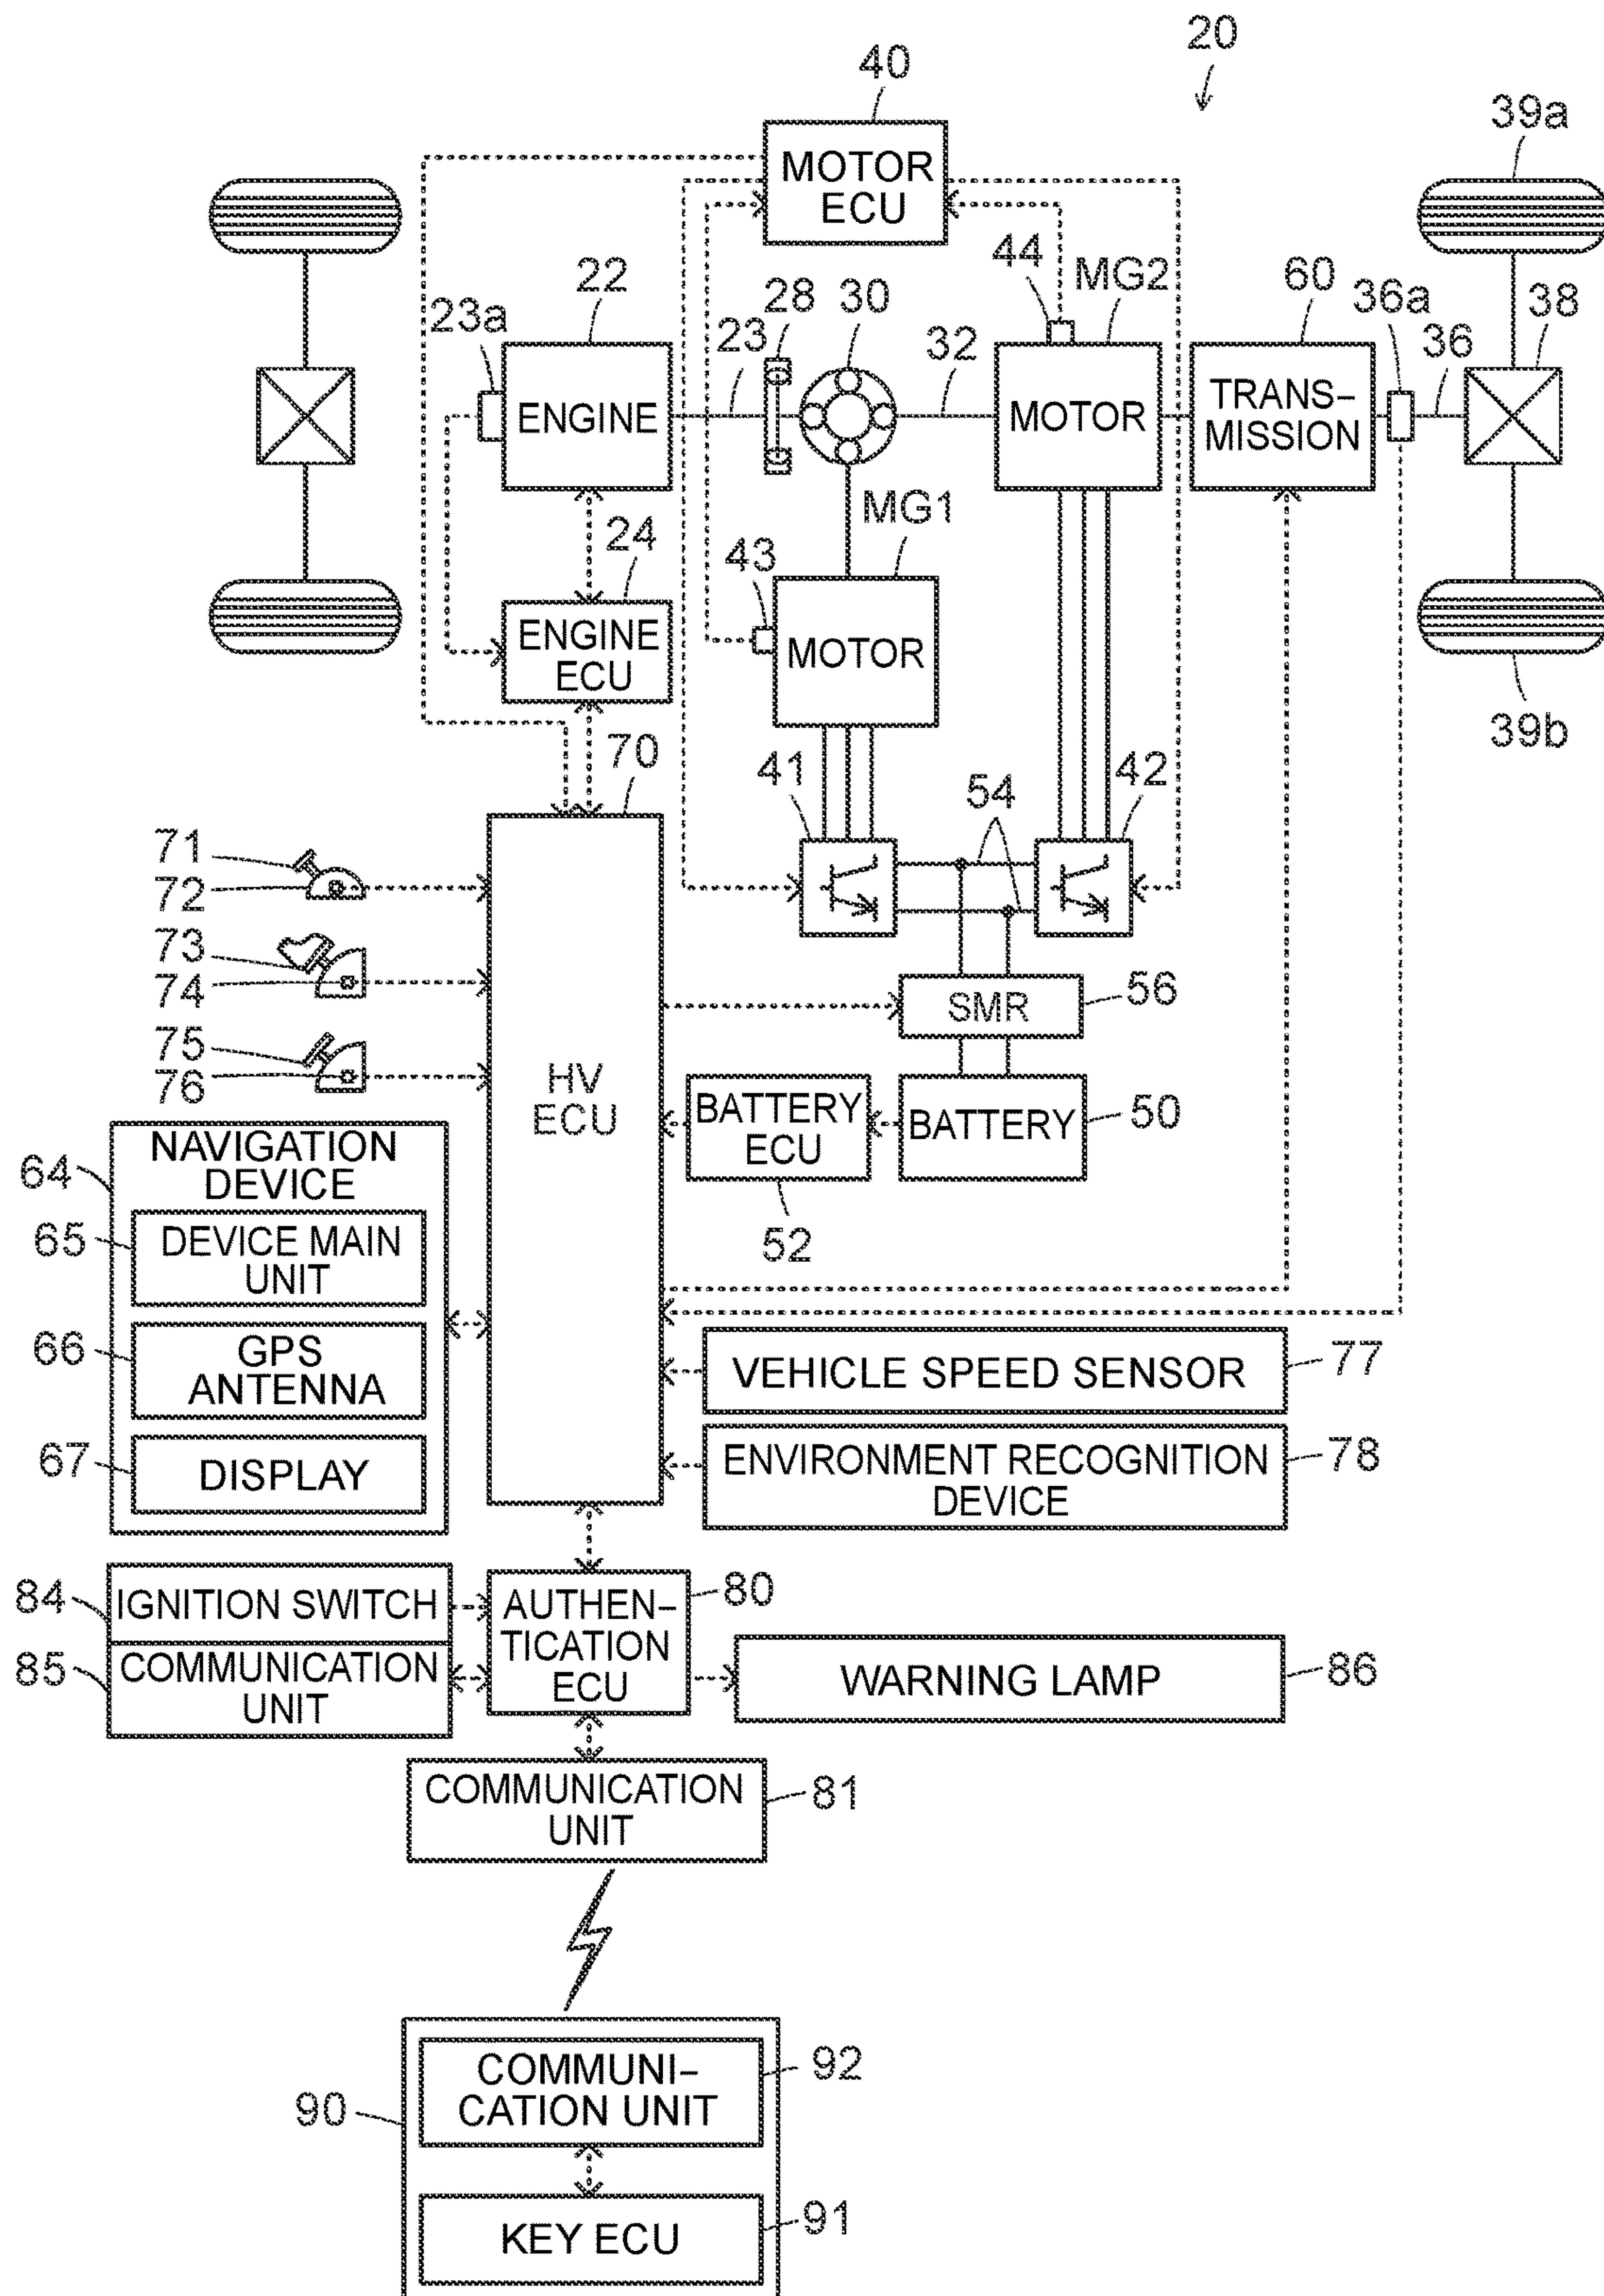 20
40
39a
MOTOR
ECU
22
28
30
44
MG2
60
36a
38
23a
23
32
36
ENGINE
MOTOR
TRANS-
MISSION
MG1
24
43
ENGINE
ECU
MOTOR
39b
70
41
54
42
71
72
73
74
56
SMR
75
76
HV
ECU
BATTERY
ECU
BATTERY
50
52
NAVIGATION
DEVICE
64
65
DEVICE MAIN
UNIT
66
GPS
ANTENNA
67
DISPLAY
VEHICLE SPEED SENSOR
77
ENVIRONMENT RECOGNITION
DEVICE
78
84
IGNITION SWITCH
85
COMMUNICATION
UNIT
AUTHEN-
TICATION
ECU
80
WARNING LAMP
86
COMMUNICATION
UNIT
81
90
COMMUNI-
CATION UNIT
92
KEY ECU
91